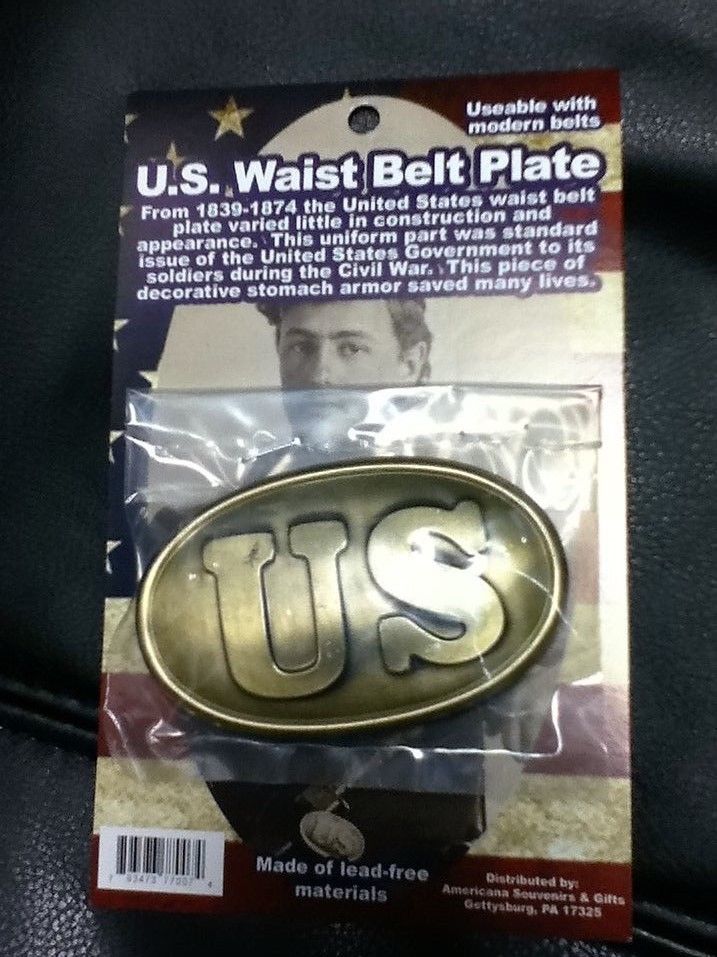 Useable with
modern belts
U.S. Waist Belt Plate
From 1839-1874 the United States waist belt
plate varied little in construction and
appearance. This uniform part was standard
issue of the United States Government to its
soldiers during the Civil War. This piece of
decorative stomach armor saved many lives.
US
US
Made of lead-free
materials
Distributed by:
Americana Souvenirs & Gifts
Gettysburg, PA 17325